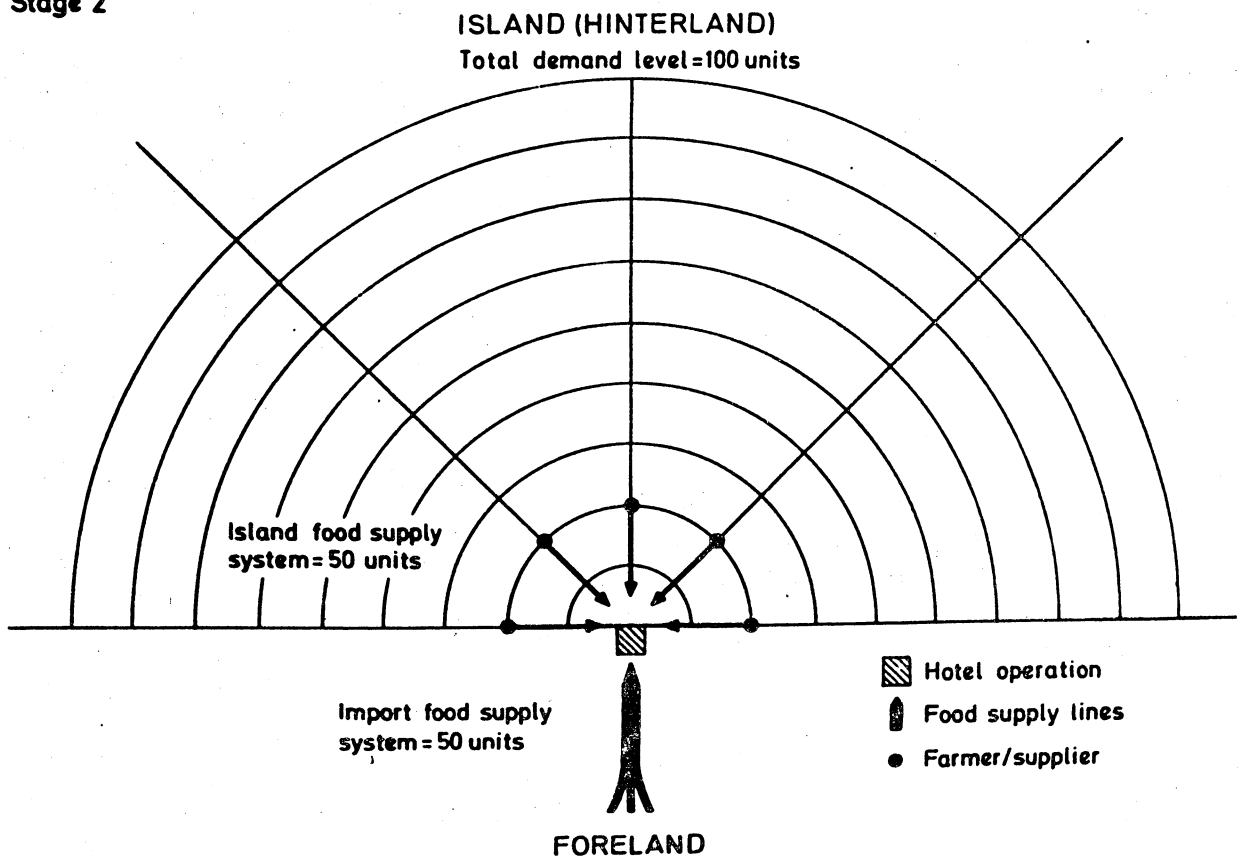 Stage 2
ISLAND (HINTERLAND)
Total demand level=100 units
Island food supply
system=50 units
Import food supply
system=50 units
Hotel operation
Food supply lines
Farmer/supplier
FORELAND